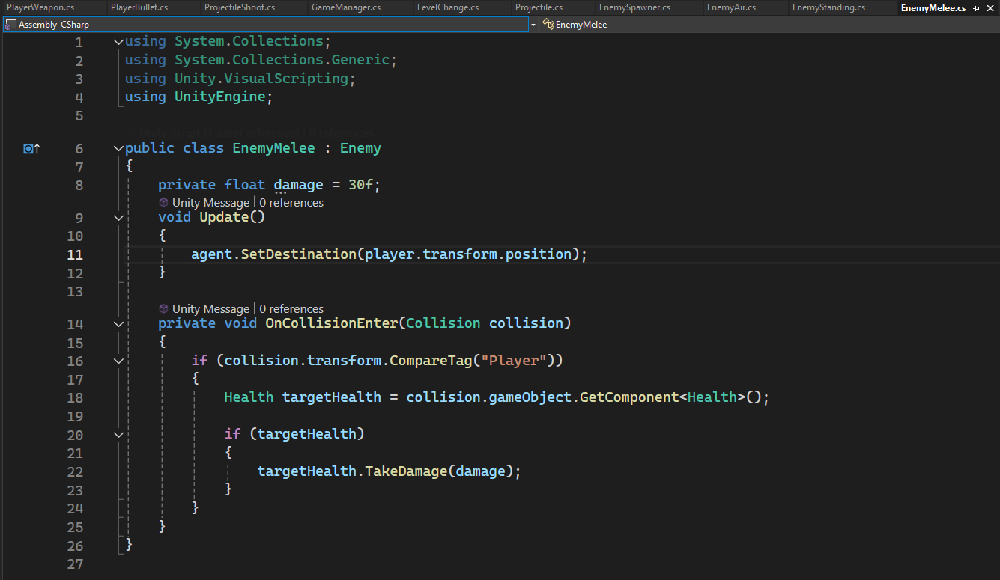 PlayerWeapon.cs PlayerBullet.cs ProjectileShoot.cs GameManager.cs LevelChange.cs Projectile.cs EnemySpawner.cs EnemyAir.cs EnemyStanding.cs EnemyMelee.cs
Assembly-CSharp EnemyMelee
1 using System.Collections;
2 using System.Collections.Generic;
3 using Unity.VisualScripting;
4 using UnityEngine;
5
Unity Script (1 asset reference) | 0 references
6 public class EnemyMelee : Enemy
7 {
8 private float damage = 30f;
Unity Message | 0 references
9 void Update()
10 {
11 agent.SetDestination(player.transform.position);
12 }
13
Unity Message | 0 references
14 private void OnCollisionEnter(Collision collision)
15 {
16 if (collision.transform.CompareTag("Player"))
17 {
18 Health targetHealth = collision.gameObject.GetComponent<Health>();
19
20 if (targetHealth)
21 {
22 targetHealth.TakeDamage(damage);
23 }
24 }
25 }
26 }
27